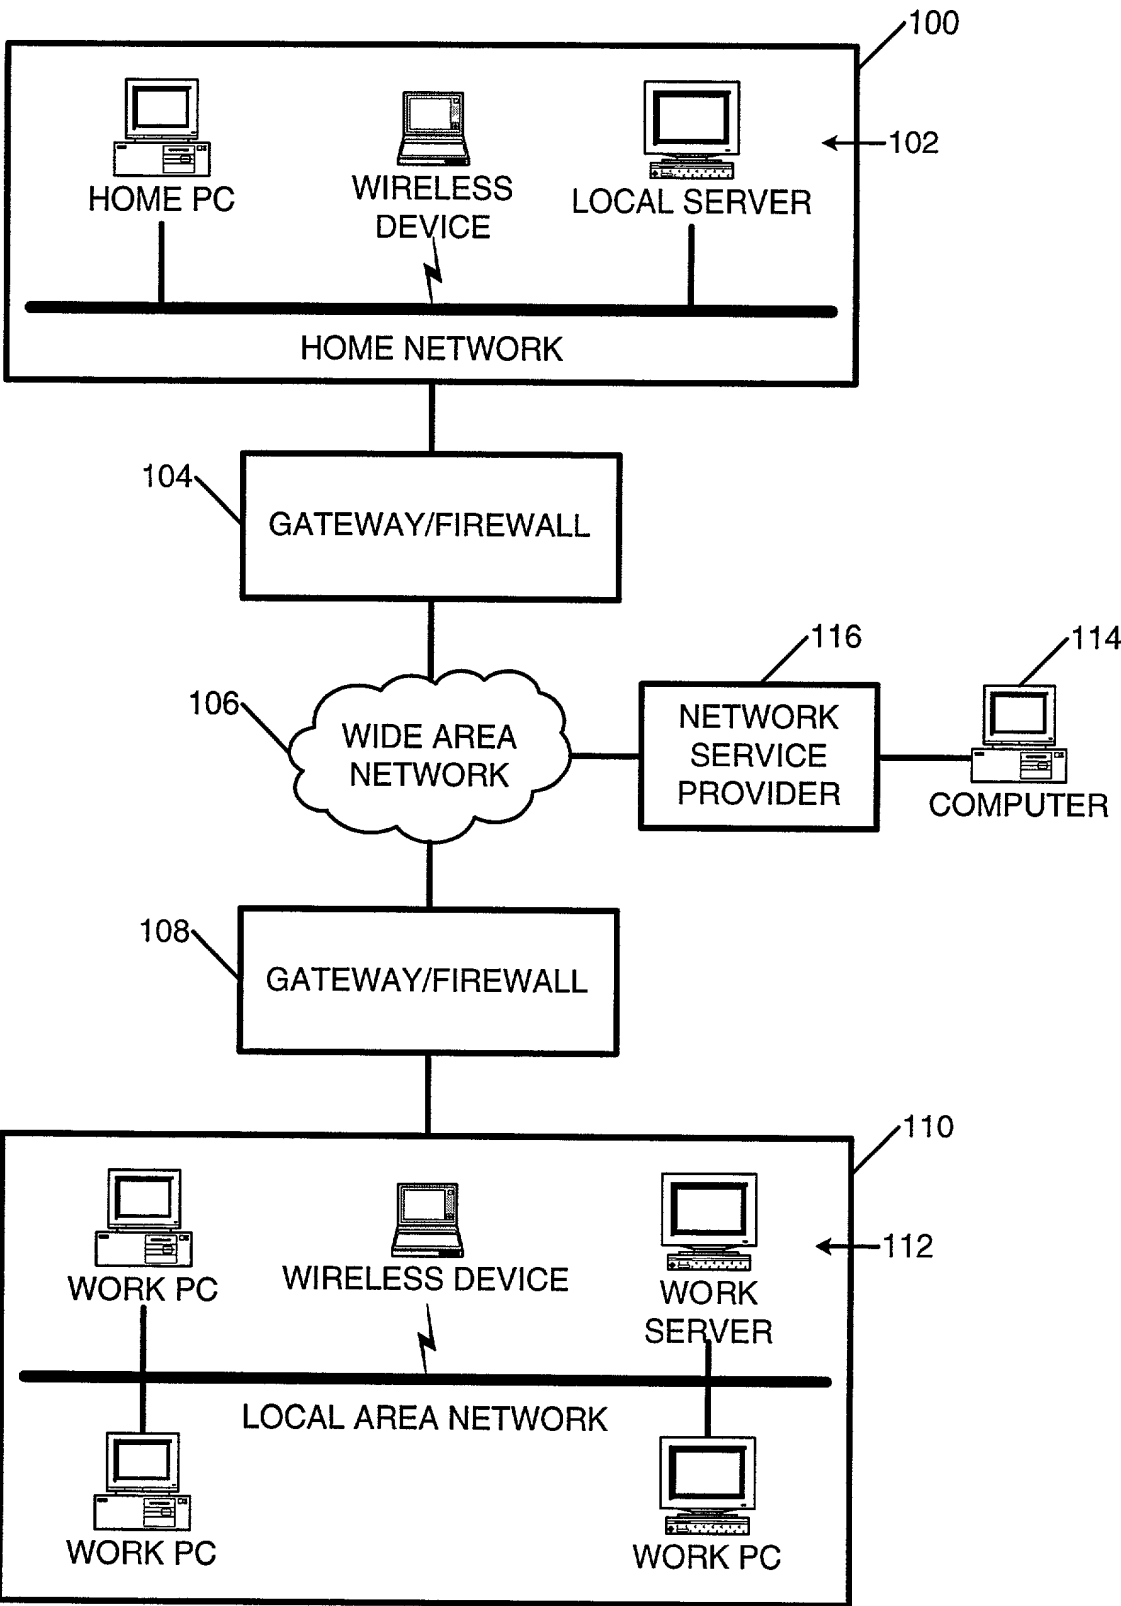 100
102
HOME PC
WIRELESS
DEVICE
LOCAL SERVER
HOME NETWORK
104
GATEWAY/FIREWALL
116
114
106
WIDE AREA
NETWORK
NETWORK
SERVICE
PROVIDER
COMPUTER
108
GATEWAY/FIREWALL
110
112
WORK PC
WIRELESS DEVICE
WORK
SERVER
LOCAL AREA NETWORK
WORK PC
WORK PC